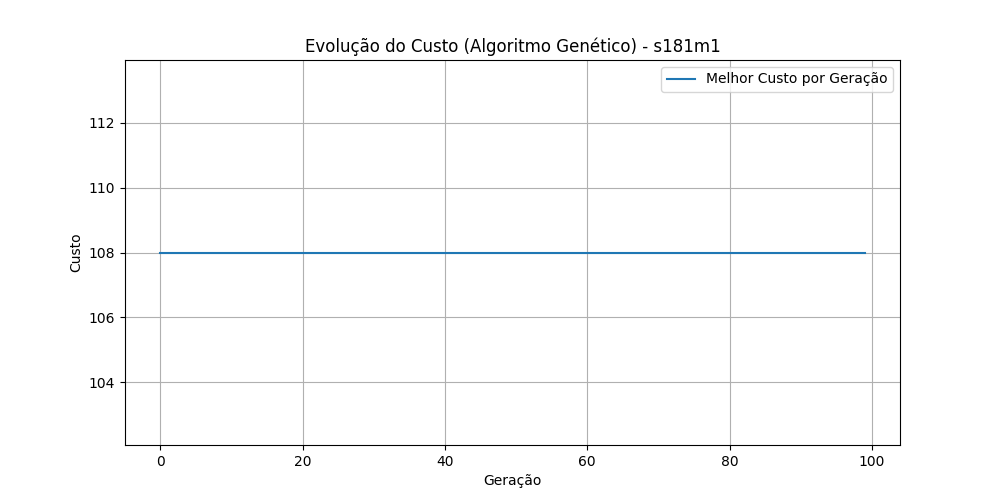 Evolução do Custo (Algoritmo Genético) - s181m1
Melhor Custo por Geração
112
110
108
106
104
Custo
0 20 40 60 80 100
Geração